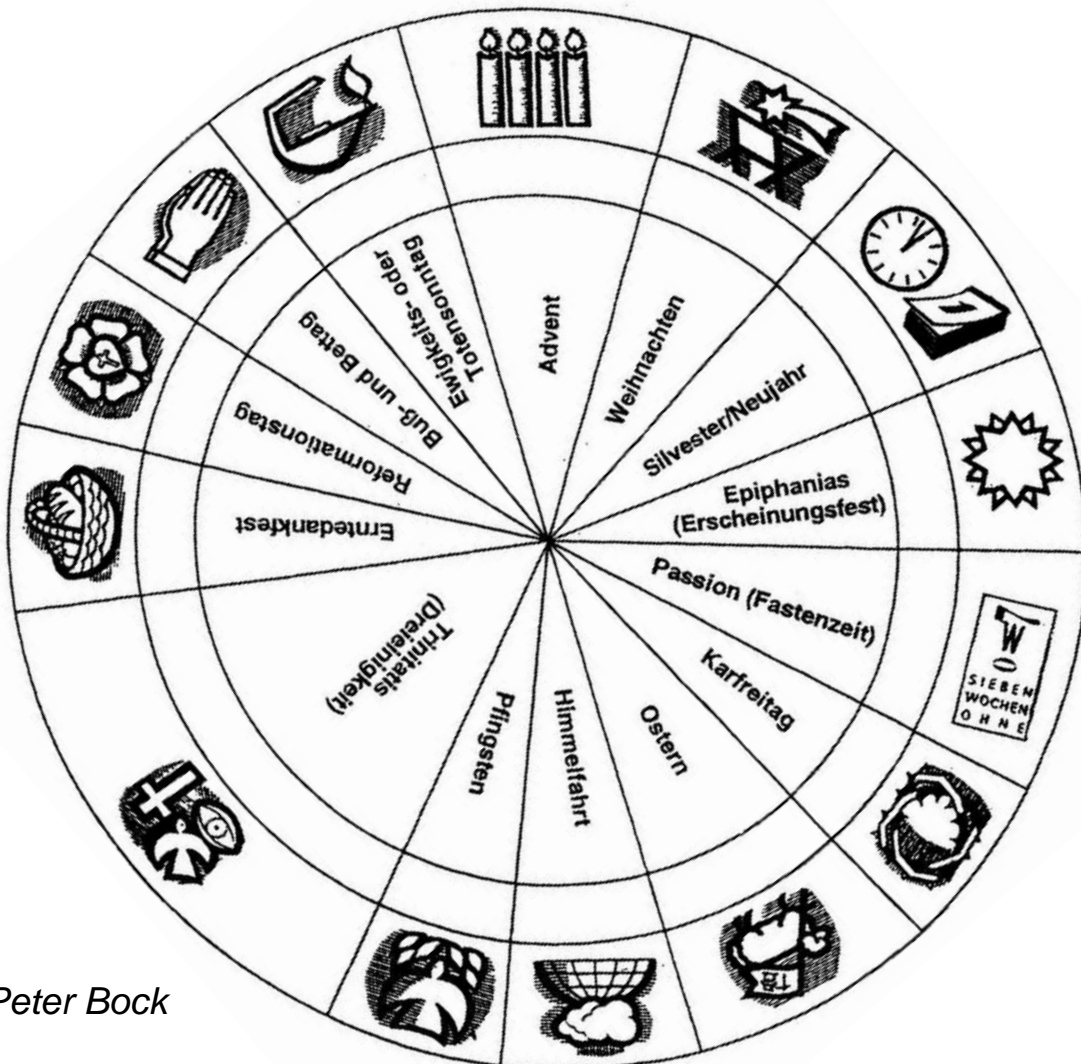 Advent
Weihnachten
Silvester/Neujahr
Epiphanias
(Erscheinungsfest)
Passion (Fastenzeit)
Karfreitag
Ostern
Himmelfahrt
Pfingsten
Trinitatis
(Dreieinigkeit)
Erntedankfest
Reformationstag
Buß- und Bettag
Ewigkeits- oder
Totensonntag
1
W
SIEBEN
WOCHEN
OHNE
Peter Bock